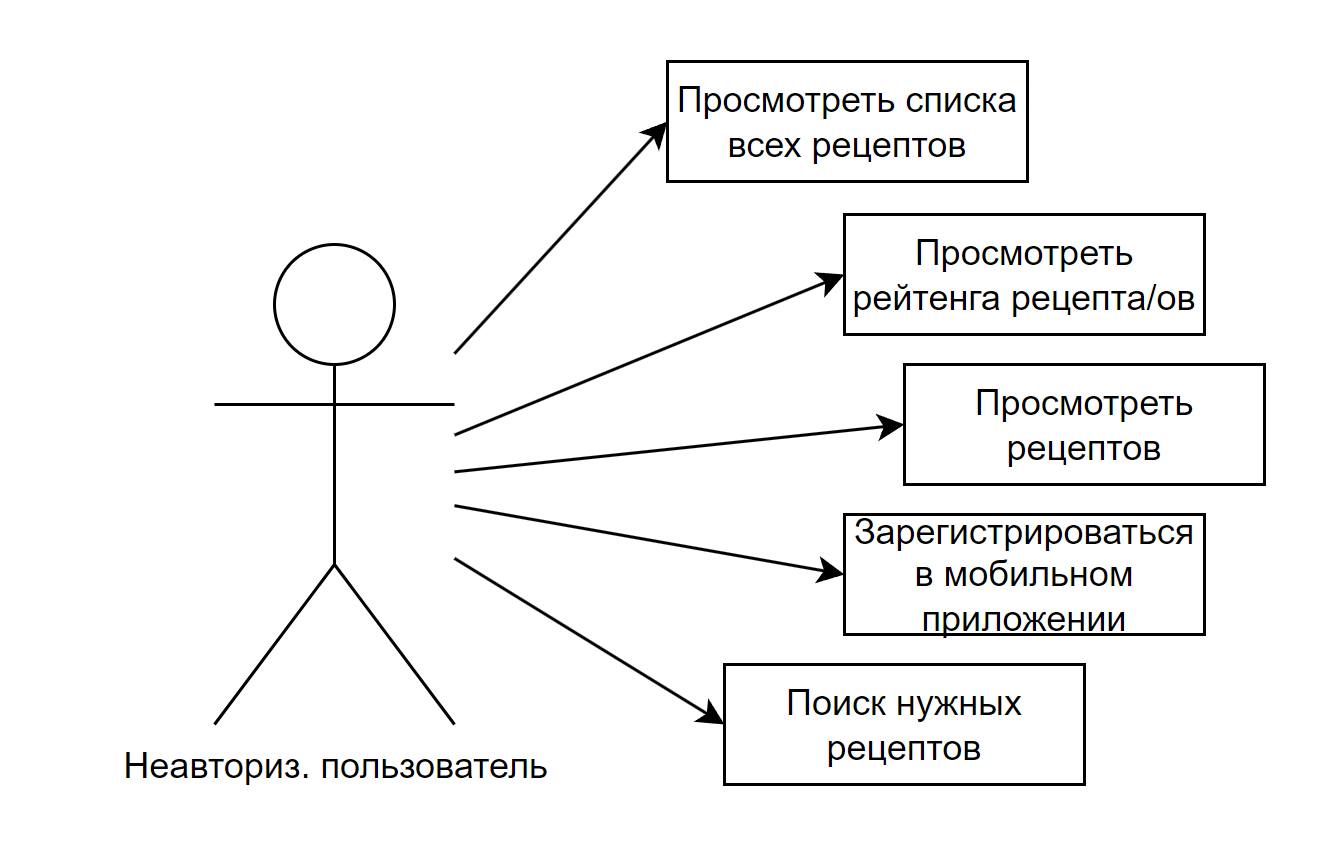 Просмотреть списка
всех рецептов
Просмотреть
рейтенга рецепта/ов
Просмотреть
рецептов
Зарегистрироваться
в мобильном
приложении
Поиск нужных
рецептов
Неавториз. пользователь